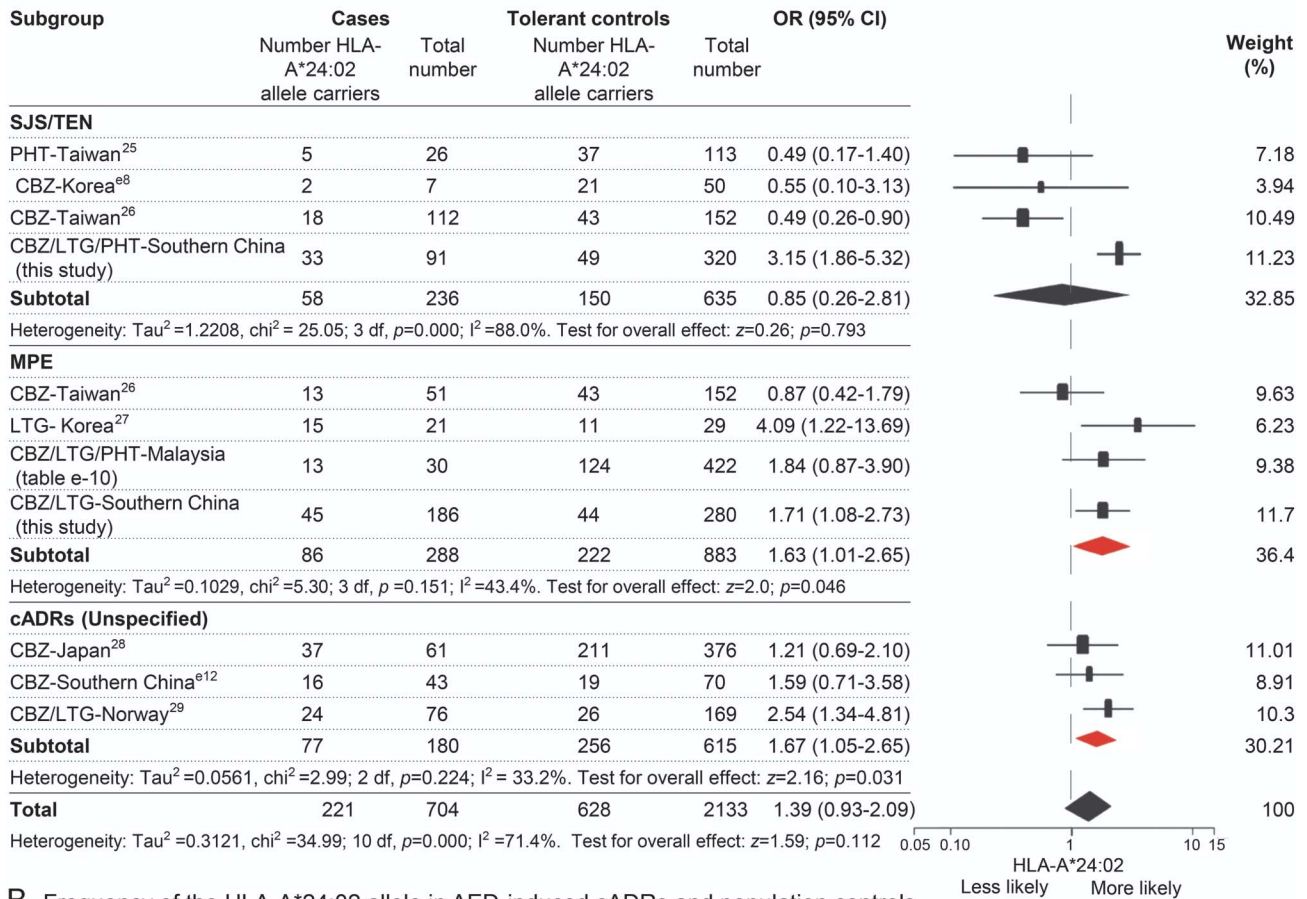 Subgroup Cases Tolerant controls OR (95% CI) Weight (%)
Number HLA-A*24:02 allele carriers Total number Number HLA-A*24:02 allele carriers Total number
SJS/TEN
PHT-Taiwan25 5 26 37 113 0.49 (0.17-1.40) 7.18
CBZ-Koreae8 2 7 21 50 0.55 (0.10-3.13) 3.94
CBZ-Taiwan26 18 112 43 152 0.49 (0.26-0.90) 10.49
CBZ/LTG/PHT-Southern China
(this study) 33 91 49 320 3.15 (1.86-5.32) 11.23
Subtotal 58 236 150 635 0.85 (0.26-2.81) 32.85
Heterogeneity: Tau2 =1.2208, chi2 = 25.05; 3 df, p=0.000; I2 =88.0%. Test for overall effect: z=0.26; p=0.793
MPE
CBZ-Taiwan26 13 51 43 152 0.87 (0.42-1.79) 9.63
LTG- Korea27 15 21 11 29 4.09 (1.22-13.69) 6.23
CBZ/LTG/PHT-Malaysia
(table e-10) 13 30 124 422 1.84 (0.87-3.90) 9.38
CBZ/LTG-Southern China
(this study) 45 186 44 280 1.71 (1.08-2.73) 11.7
Subtotal 86 288 222 883 1.63 (1.01-2.65) 36.4
Heterogeneity: Tau2 =0.1029, chi2 =5.30; 3 df, p =0.151; I2 =43.4%. Test for overall effect: z=2.0; p=0.046
cADRs (Unspecified)
CBZ-Japan28 37 61 211 376 1.21 (0.69-2.10) 11.01
CBZ-Southern Chinae12 16 43 19 70 1.59 (0.71-3.58) 8.91
CBZ/LTG-Norway29 24 76 26 169 2.54 (1.34-4.81) 10.3
Subtotal 77 180 256 615 1.67 (1.05-2.65) 30.21
Heterogeneity: Tau2 =0.0561, chi2 =2.99; 2 df, p=0.224; I2 = 33.2%. Test for overall effect: z=2.16; p=0.031
Total 221 704 628 2133 1.39 (0.93-2.09) 100
Heterogeneity: Tau2 =0.3121, chi2 =34.99; 10 df, p=0.000; I2 =71.4%. Test for overall effect: z=1.59; p=0.112
0.05 0.10 1 10 15
HLA-A*24:02
Less likely More likely
B Frequency of the HLA-A*24:02 allele in AED-induced cADRs and population controls